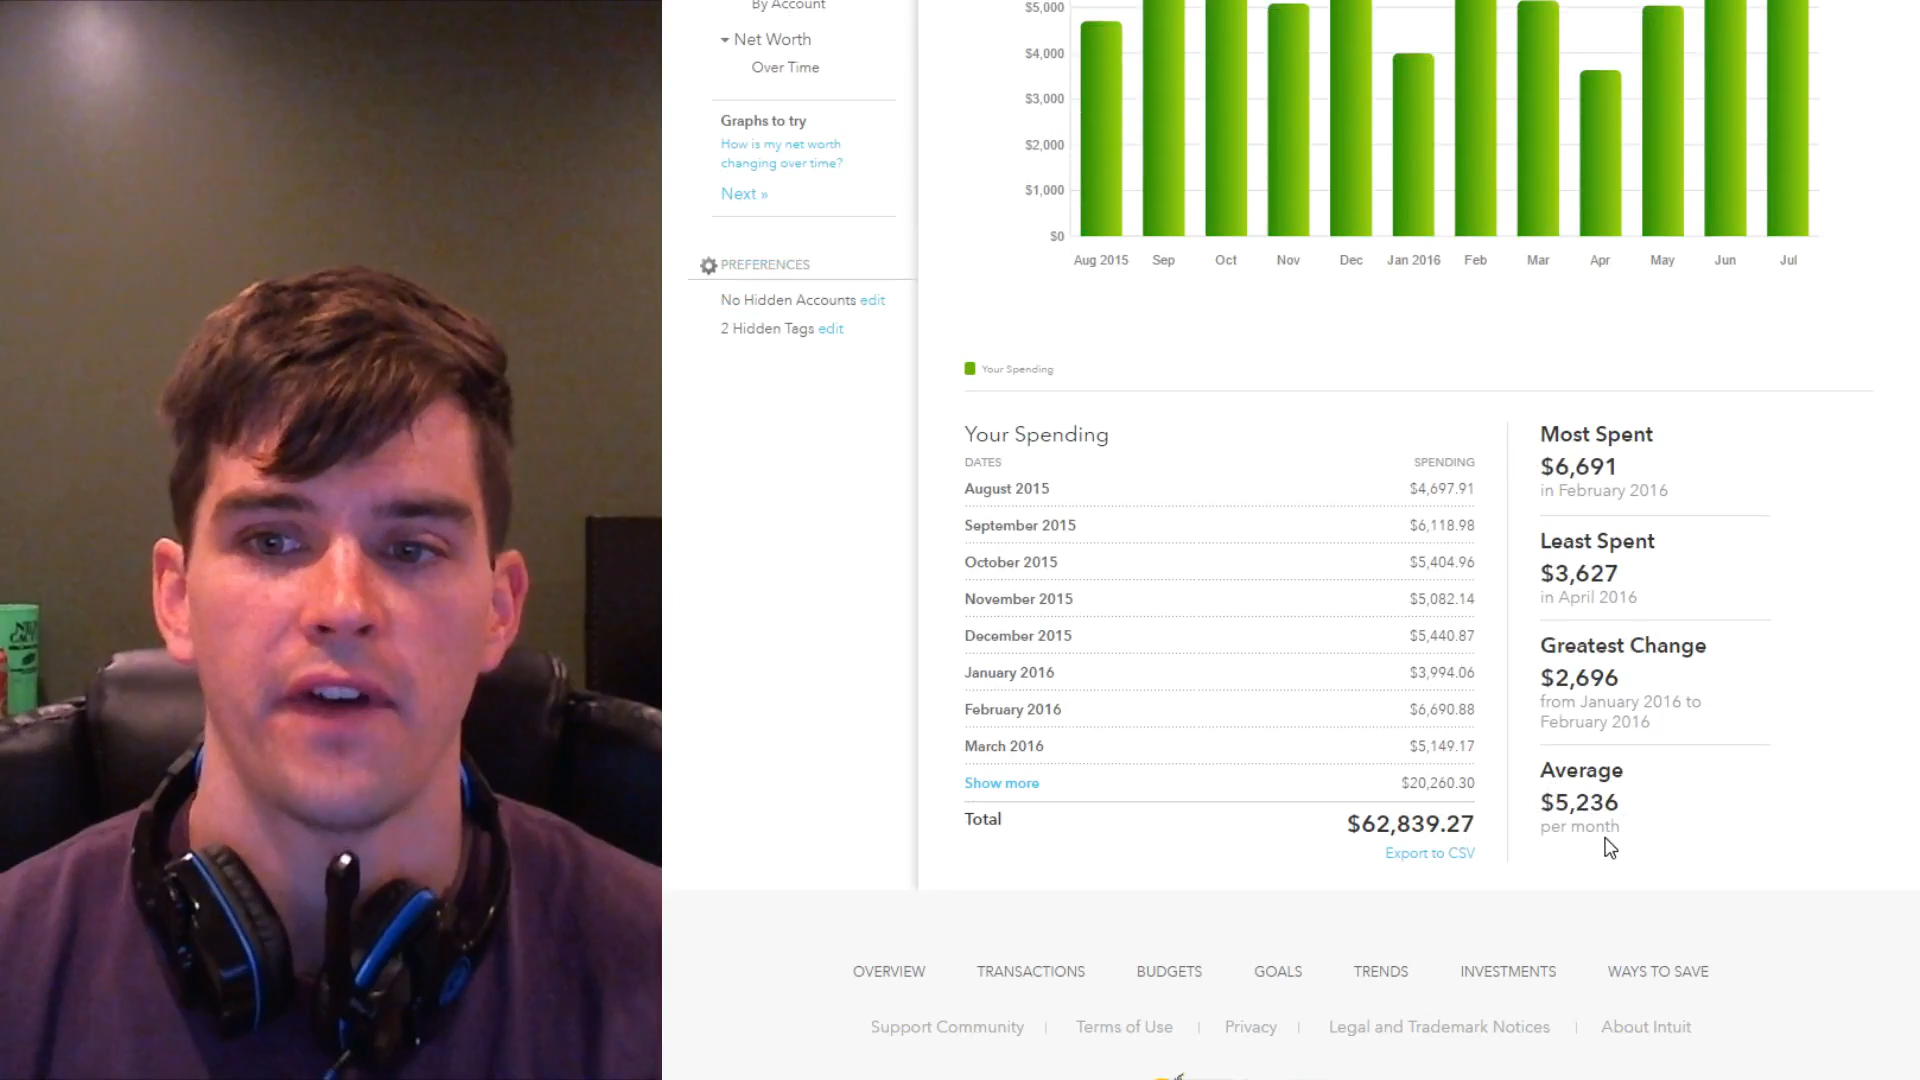 By Account
Net Worth
Over Time
Graphs to try
How is my net worth
changing over time?
Next »
PREFERENCES
No Hidden Accounts edit
2 Hidden Tags edit
$5,000
$4,000
$3,000
$2,000
$1,000
$0
Aug 2015 Sep Oct Nov Dec Jan 2016 Feb Mar Apr May Jun Jul
Your Spending
Your Spending
DATES SPENDING
August 2015 $4,697.91
September 2015 $6,118.98
October 2015 $5,404.96
November 2015 $5,082.14
December 2015 $5,440.87
January 2016 $3,994.06
February 2016 $6,690.88
March 2016 $5,149.17
Show more $20,260.30
Total $62,839.27
Export to CSV
Most Spent
$6,691
in February 2016
Least Spent
$3,627
in April 2016
Greatest Change
$2,696
from January 2016 to
February 2016
Average
$5,236
per month
OVERVIEW TRANSACTIONS BUDGETS GOALS TRENDS INVESTMENTS WAYS TO SAVE
Support Community | Terms of Use | Privacy | Legal and Trademark Notices | About Intuit